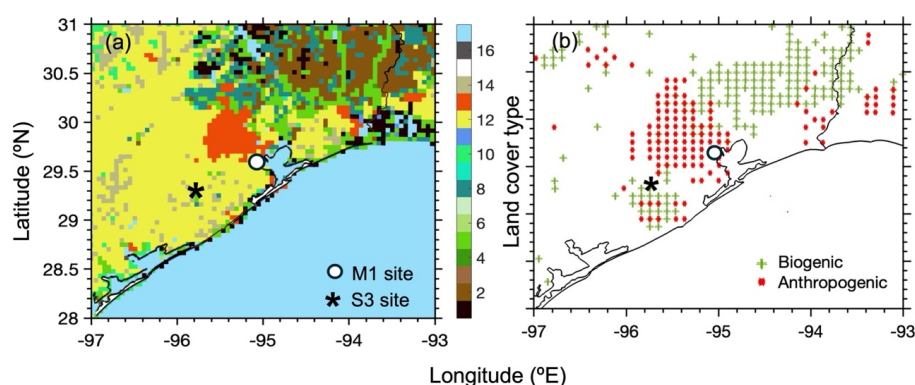 (a)
(b)
Latitude (ºN)
31
30.5
30
29.5
29
28.5
28
-97
-96
-95
-94
-93
M1 site
S3 site
16
14
12
10
8
6
4
2
Land cover type
Biogenic
Anthropogenic
-97
-96
-95
-94
-93
Longitude (ºE)